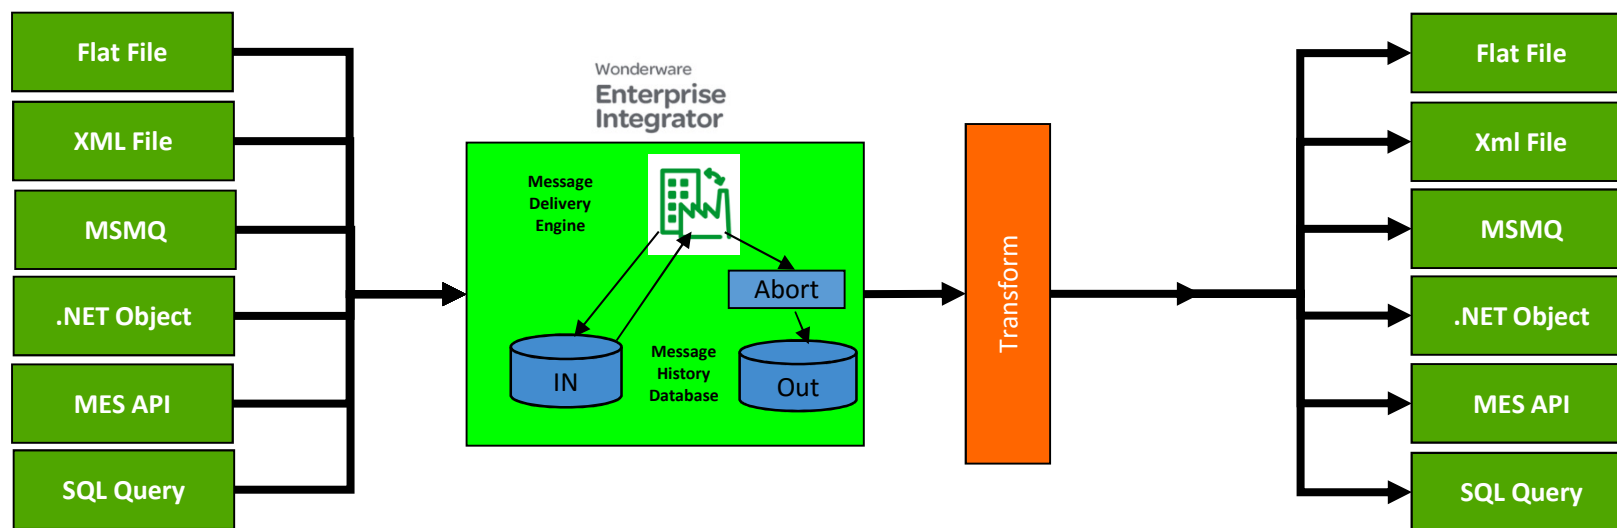 Flat File
XML File
MSMQ
.NET Object
MES API
SQL Query
Wonderware
Enterprise
Integrator
Message
Delivery
Engine
Abort
IN
Message
History
Database
Out
Transform
Flat File
Xml File
MSMQ
.NET Object
MES API
SQL Query